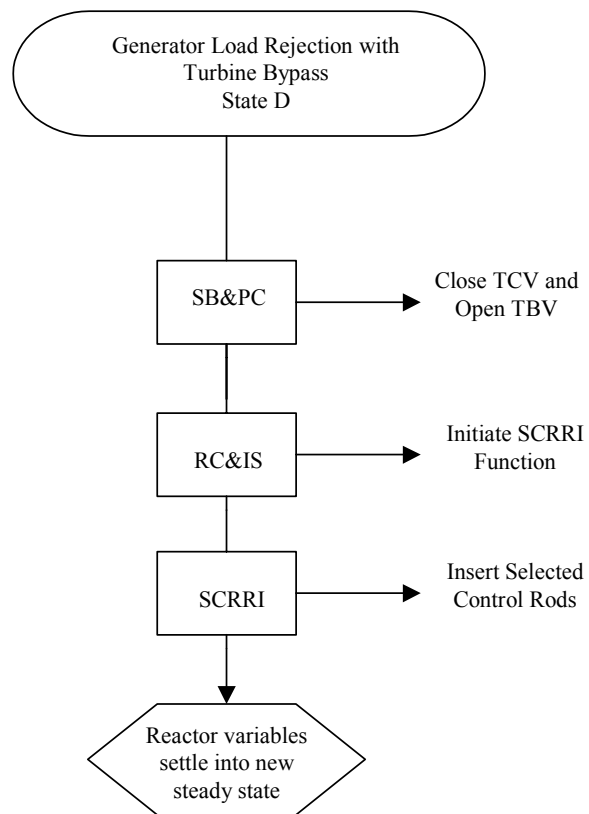 Generator Load Rejection with
Turbine Bypass
State D
SB&PC
Close TCV and
Open TBV
RC&IS
Initiate SCRRI
Function
SCRRI
Insert Selected
Control Rods
Reactor variables
settle into new
steady state